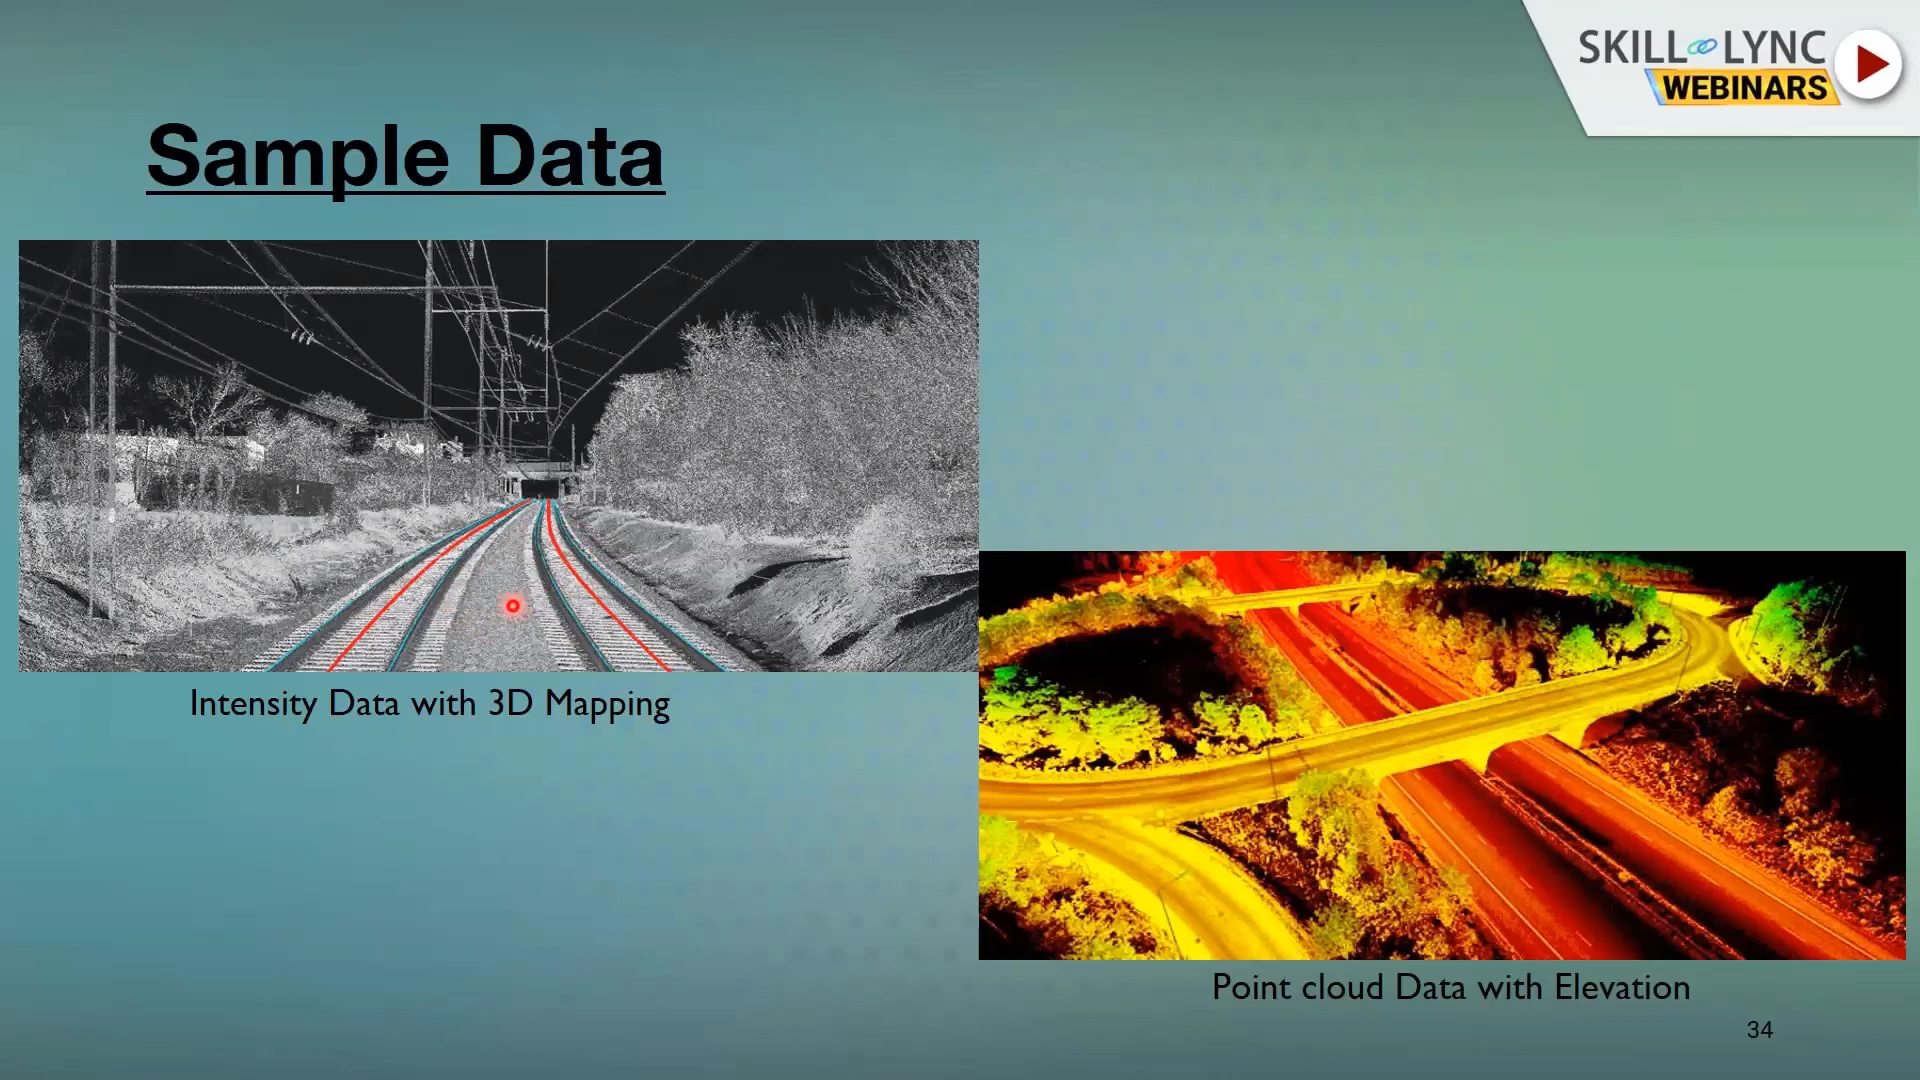 SKILL LYNC
WEBINARS
Sample Data
Intensity Data with 3D Mapping
Point cloud Data with Elevation
34